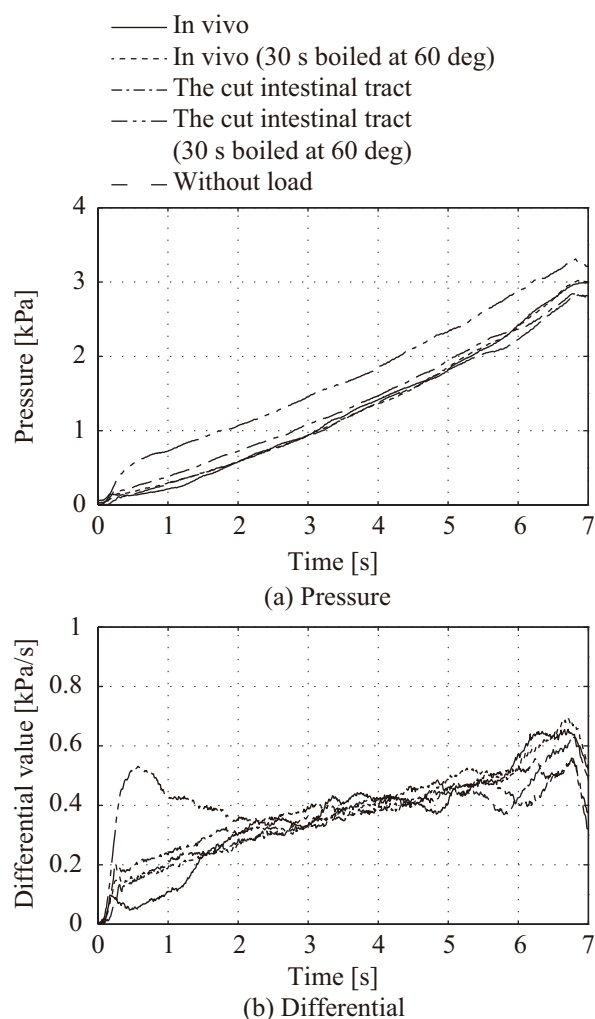 In vivo
In vivo (30 s boiled at 60 deg)
The cut intestinal tract
The cut intestinal tract
(30 s boiled at 60 deg)
Without load
4
3
2
1
0
Pressure [kPa]
0 1 2 3 4 5 6 7
Time [s]
(a) Pressure
1
0.8
0.6
0.4
0.2
0
Differential value [kPa/s]
0 1 2 3 4 5 6 7
Time [s]
(b) Differential